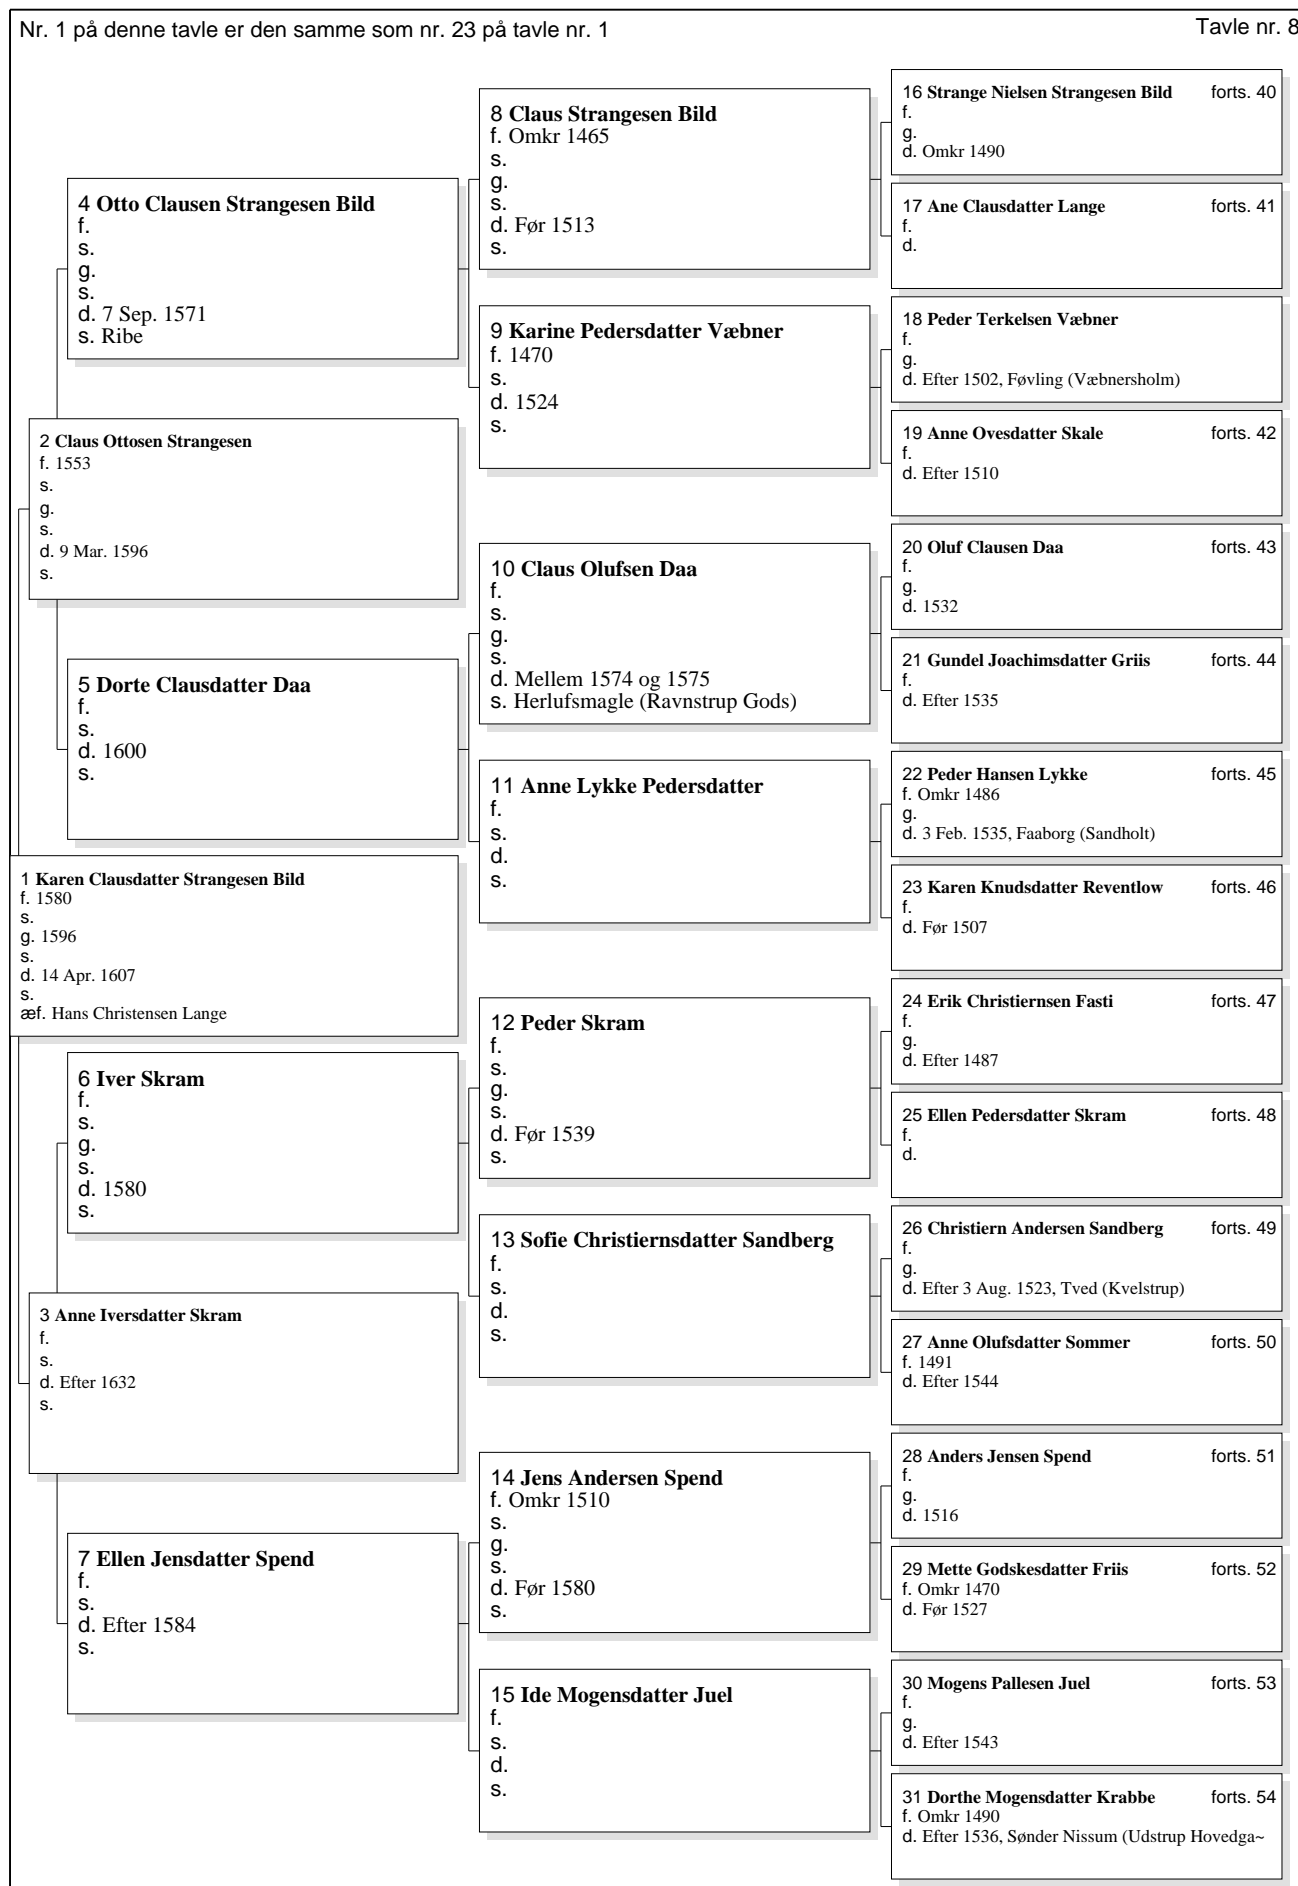 Nr. 1 på denne tavle er den samme som nr. 23 på tavle nr. 1
Tavle nr. 8
1 Karen Clausdatter Strangesen Bild
f. 1580
s.
g. 1596
s.
d. 14 Apr. 1607
s.
æf. Hans Christensen Lange
2 Claus Ottosen Strangesen
f. 1553
s.
g.
s.
d. 9 Mar. 1596
s.
3 Anne Iversdatter Skram
f.
s.
d. Efter 1632
s.
4 Otto Clausen Strangesen Bild
f.
s.
g.
s.
d. 7 Sep. 1571
s. Ribe
5 Dorte Clausdatter Daa
f.
s.
d. 1600
s.
6 Iver Skram
f.
s.
g.
s.
d. 1580
s.
7 Ellen Jensdatter Spend
f.
s.
d. Efter 1584
s.
8 Claus Strangesen Bild
f. Omkr 1465
s.
g.
s.
d. Før 1513
s.
9 Karine Pedersdatter Væbner
f. 1470
s.
d. 1524
s.
10 Claus Olufsen Daa
f.
s.
g.
s.
d. Mellem 1574 og 1575
s. Herlufsmagle (Ravnstrup Gods)
11 Anne Lykke Pedersdatter
f.
s.
d.
s.
12 Peder Skram
f.
s.
g.
s.
d. Før 1539
s.
13 Sofie Christiernsdatter Sandberg
f.
s.
d.
s.
14 Jens Andersen Spend
f. Omkr 1510
s.
g.
s.
d. Før 1580
s.
15 Ide Mogensdatter Juel
f.
s.
d.
s.
16 Strange Nielsen Strangesen Bild forts. 40
f.
g.
d. Omkr 1490
17 Ane Clausdatter Lange forts. 41
f.
d.
18 Peder Terkelsen Væbner
f.
g.
d. Efter 1502, Føvling (Væbnersholm)
19 Anne Ovesdatter Skale forts. 42
f.
d. Efter 1510
20 Oluf Clausen Daa forts. 43
f.
g.
d. 1532
21 Gundel Joachimsdatter Griis forts. 44
f.
d. Efter 1535
22 Peder Hansen Lykke forts. 45
f. Omkr 1486
g.
d. 3 Feb. 1535, Faaborg (Sandholt)
23 Karen Knudsdatter Reventlow forts. 46
f.
d. Før 1507
24 Erik Christiernsen Fasti forts. 47
f.
g.
d. Efter 1487
25 Ellen Pedersdatter Skram forts. 48
f.
d.
26 Christiern Andersen Sandberg forts. 49
f.
g.
d. Efter 3 Aug. 1523, Tved (Kvelstrup)
27 Anne Olufsdatter Sommer forts. 50
f. 1491
d. Efter 1544
28 Anders Jensen Spend forts. 51
f.
g.
d. 1516
29 Mette Godskesdatter Friis forts. 52
f. Omkr 1470
d. Før 1527
30 Mogens Pallesen Juel forts. 53
f.
g.
d. Efter 1543
31 Dorthe Mogensdatter Krabbe forts. 54
f. Omkr 1490
d. Efter 1536, Sønder Nissum (Udstrup Hovedga~